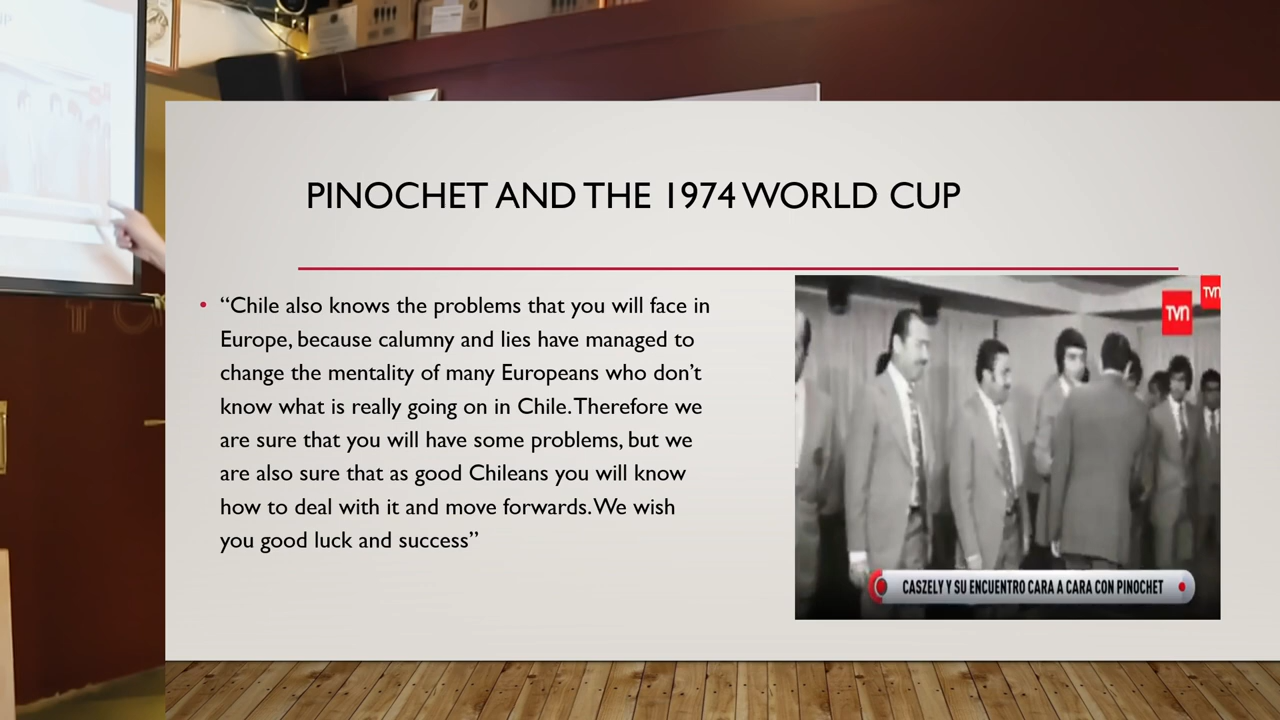 PINOCHET AND THE 1974 WORLD CUP
“Chile also knows the problems that you will face in
Europe, because calumny and lies have managed to
change the mentality of many Europeans who don’t
know what is really going on in Chile. Therefore we
are sure that you will have some problems, but we
are also sure that as good Chileans you will know
how to deal with it and move forwards. We wish
you good luck and success”
TVN
TVN
CASZELY Y SU ENCUENTRO CARA A CARA CON PINOCHET